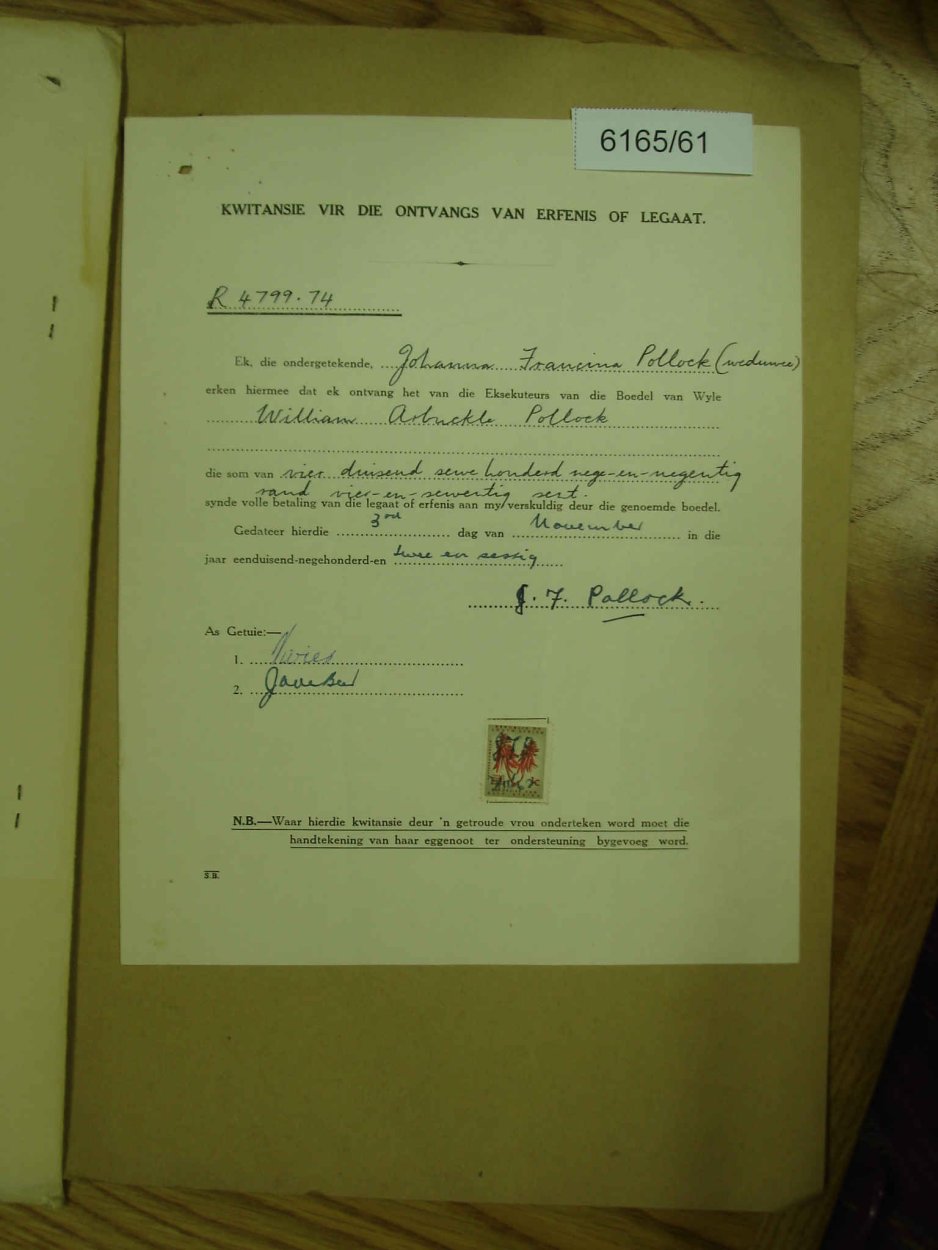 6165/61
KWITANSIE VIR DIE ONTVANGS VAN ERFENIS OF LEGAAT.
R 4799.74
Ek, die ondergetekende, Johanna Francina Pollock (weduwee)
erken hiermee dat ek ontvang het van die Eksekuteurs van die Boedel van Wyle
William Arbuckle Pollock
die som van vier duisend sewe honderd nege-en-negentig
rand vier-en-sewentig sent.
synde volle betaling van die legaat of erfenis aan my/verskuldig deur die genoemde boedel.
Gedateer hierdie 3rd dag van November in die
jaar eenduisend-negehonderd-en twee en sestig
J. F. Pollock.
As Getuie:—
1.
2.
N.B.—Waar hierdie kwitansie deur 'n getroude vrou onderteken word moet die
handtekening van haar eggenoot ter ondersteuning bygevoeg word.
S.B.